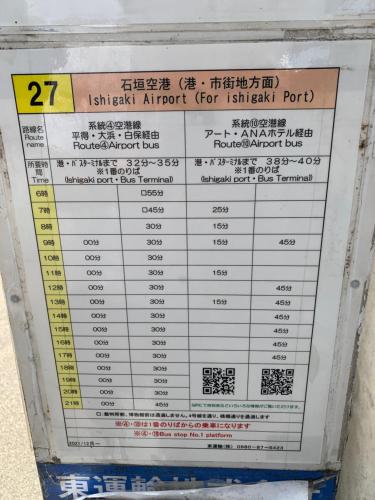 27
石垣空港（港・市街地方面）
Ishigaki Airport (For ishigaki Port)
路線名 Route name
系統④空港線
平得・大浜・白保経由
Route④Airport bus
系統⑩空港線
アート・ANAホテル経由
Route⑩Airport bus
所要時間 Time
港・バスターミナルまで 32分～35分
※1番のりば
(Ishigaki port・Bus Terminal)
港・バスターミナルまで 38分～40分
※1番のりば
(Ishigaki port・Bus Terminal)
6時 □55分
7時 □45分 25分
8時 30分 15分
9時 00分 30分 15分 45分
10時 00分 30分
11時 00分 30分 15分
12時 00分 30分 45分
13時 00分 30分 15分 45分
14時 00分 30分 45分
15時 00分 30分 45分
16時 00分 30分 45分
17時 00分 30分 45分
18時 00分 30分
19時 00分 30分
20時 00分 30分
21時 00分 45分
※④・⑩は1番のりばからの乗車になります
※④・⑩Bus stop No.1 platform
2021/12月～
東運輸(株) ☎0980-87-5423
東運輸株式会